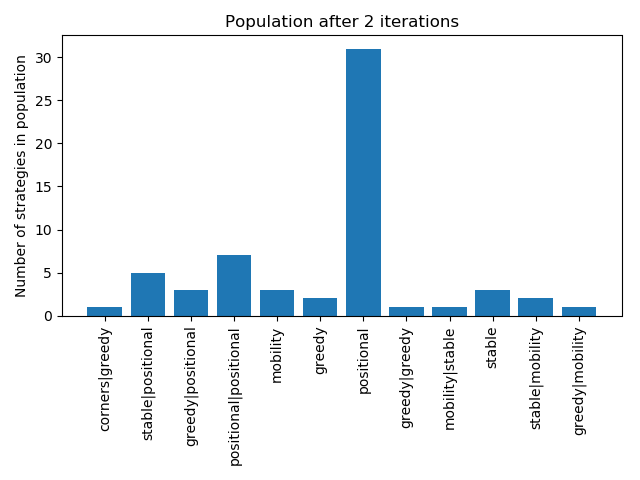 Population after 2 iterations
Number of strategies in population
30
25
20
15
10
5
0
corners|greedy
stable|positional
greedy|positional
positional|positional
mobility
greedy
positional
greedy|greedy
mobility|stable
stable
stable|mobility
greedy|mobility